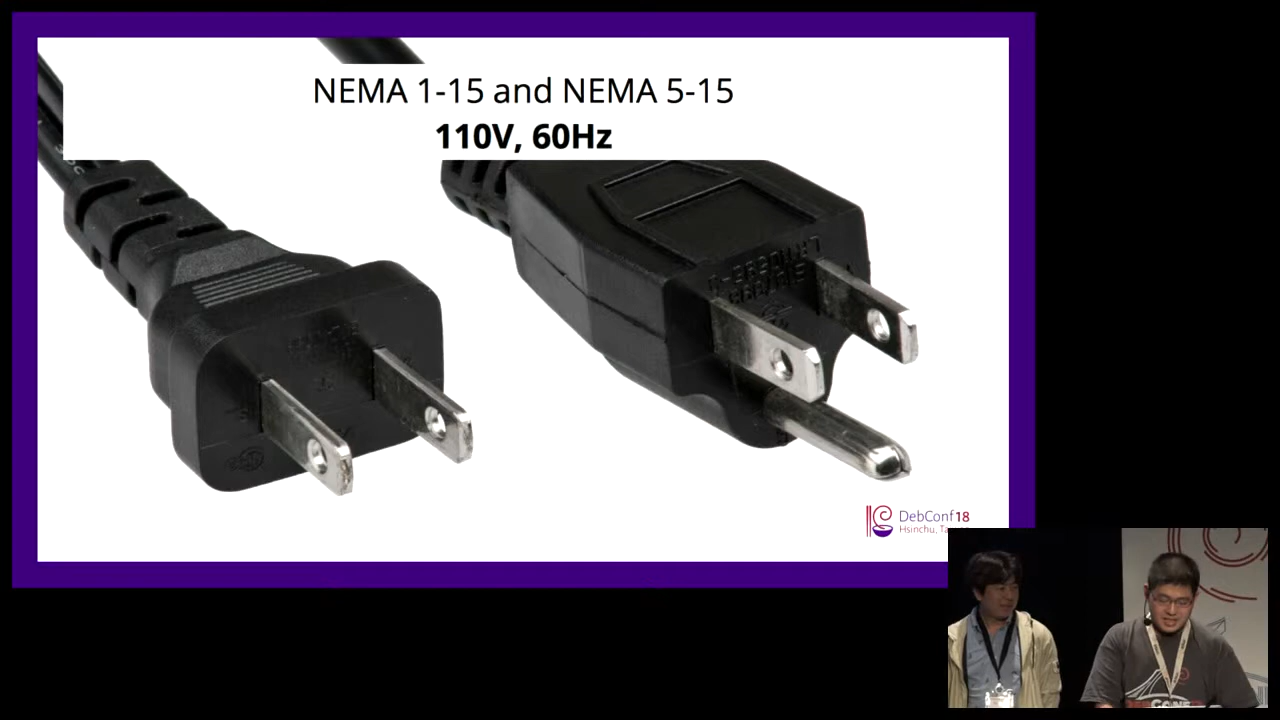 NEMA 1-15 and NEMA 5-15
110V, 60Hz
DebConf18
Hsinchu,